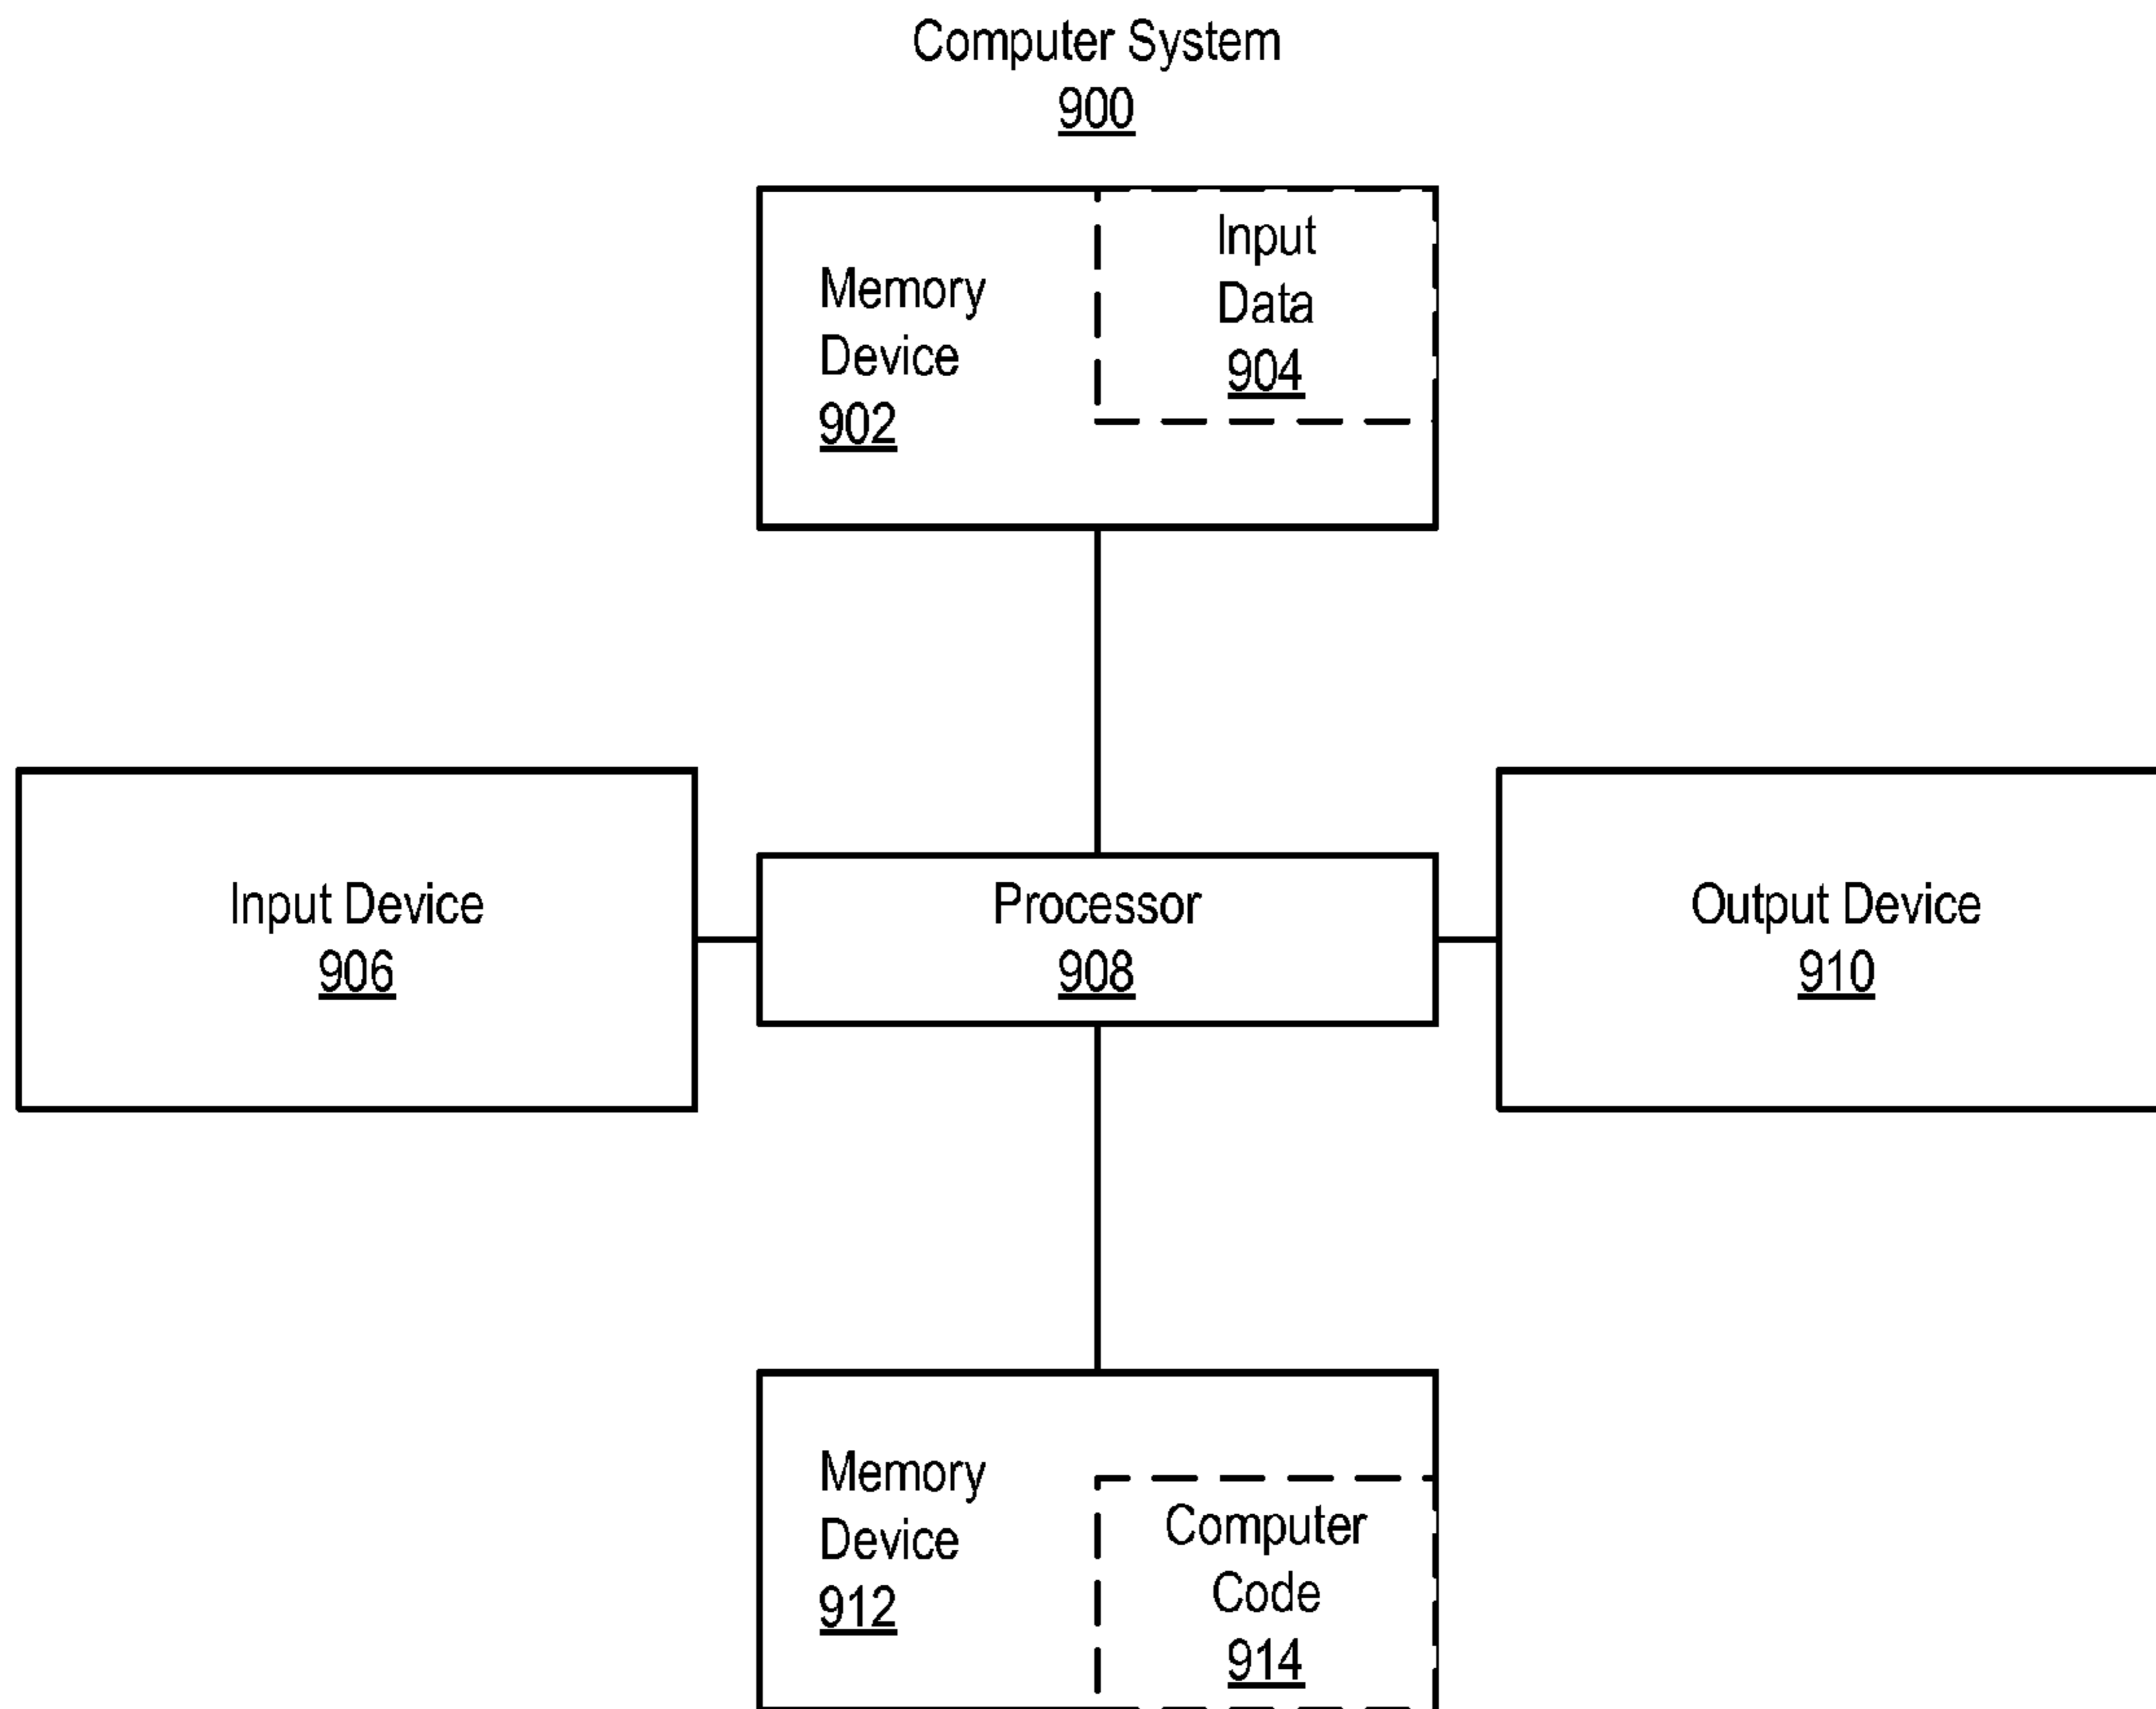 Computer System
900
Memory
Device
902
Input
Data
904
Input Device
906
Processor
908
Output Device
910
Memory
Device
912
Computer
Code
914